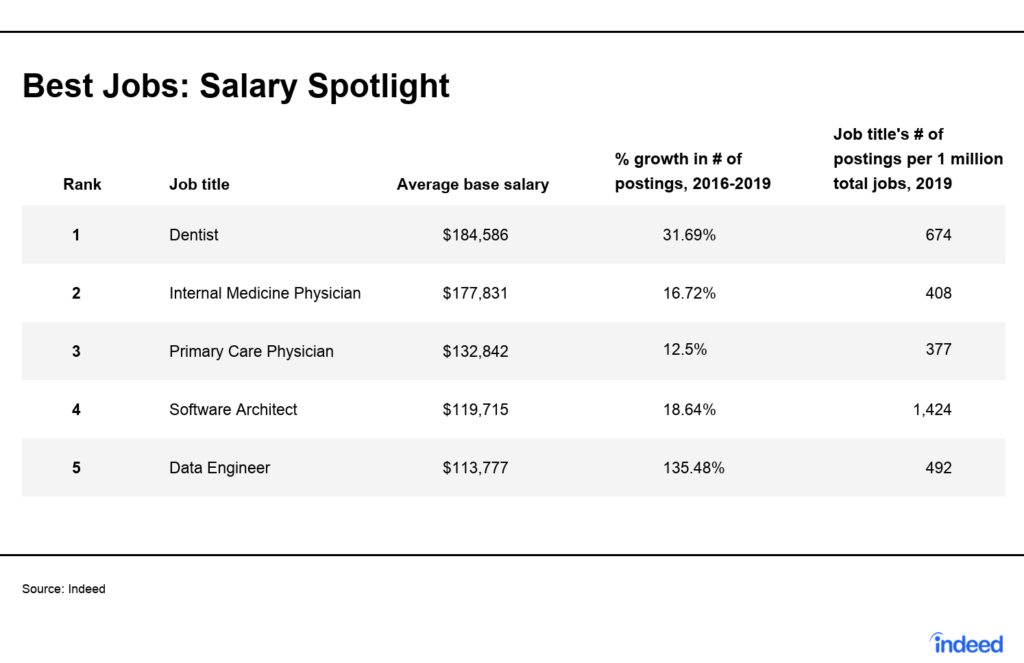 Best Jobs: Salary Spotlight
Rank Job title Average base salary % growth in # of postings, 2016-2019 Job title's # of postings per 1 million total jobs, 2019
1 Dentist $184,586 31.69% 674
2 Internal Medicine Physician $177,831 16.72% 408
3 Primary Care Physician $132,842 12.5% 377
4 Software Architect $119,715 18.64% 1,424
5 Data Engineer $113,777 135.48% 492
Source: Indeed
indeed